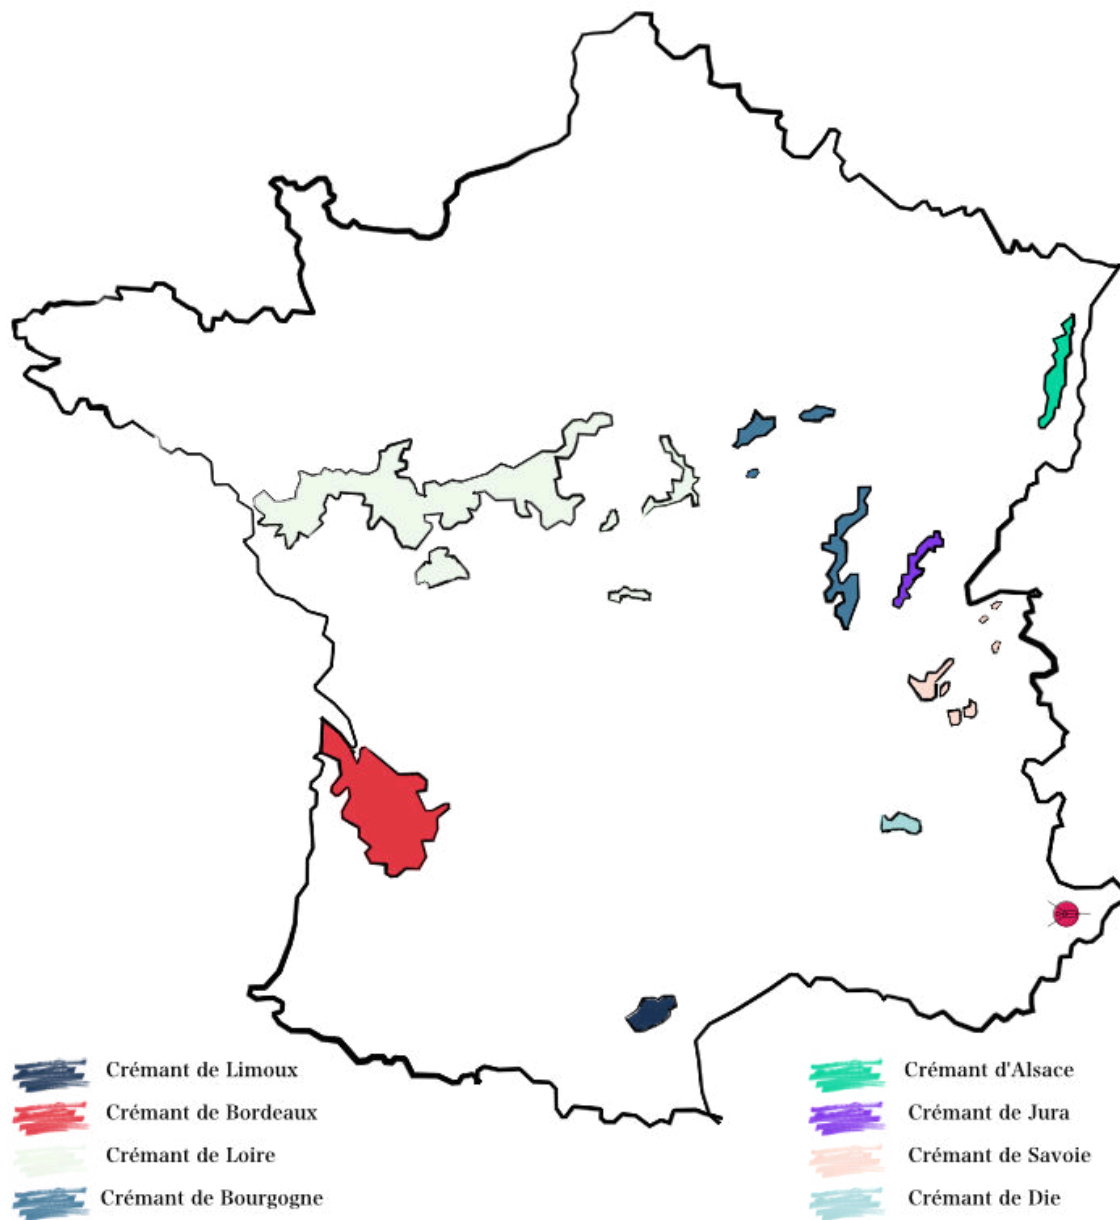 Crémant de Limoux
Crémant de Bordeaux
Crémant de Loire
Crémant de Bourgogne
Crémant d'Alsace
Crémant de Jura
Crémant de Savoie
Crémant de Die